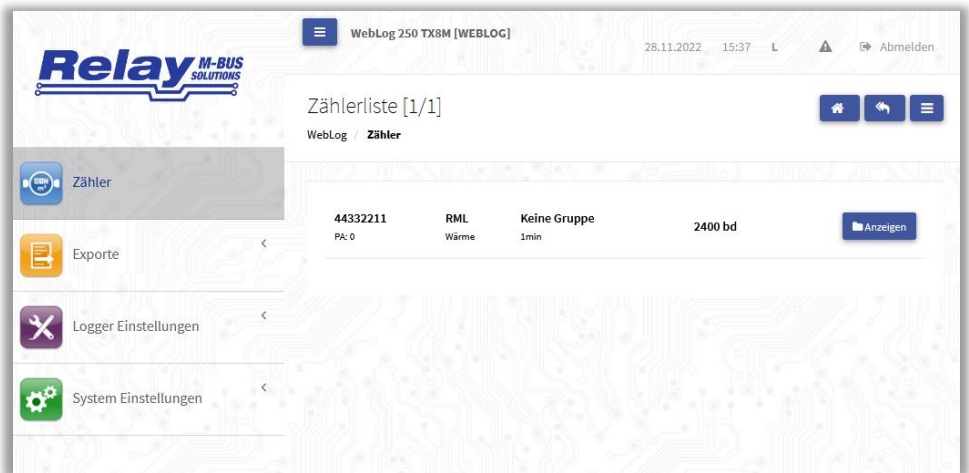 WebLog 250 TX8M [WEBLOG]
28.11.2022 15:37 L Abmelden
Relay M-BUS SOLUTIONS
Zählerliste [1/1]
WebLog / Zähler
Zähler
Exporte
Logger Einstellungen
System Einstellungen
44332211 RML Keine Gruppe 2400 bd Anzeigen
PA: 0 Wärme 1min